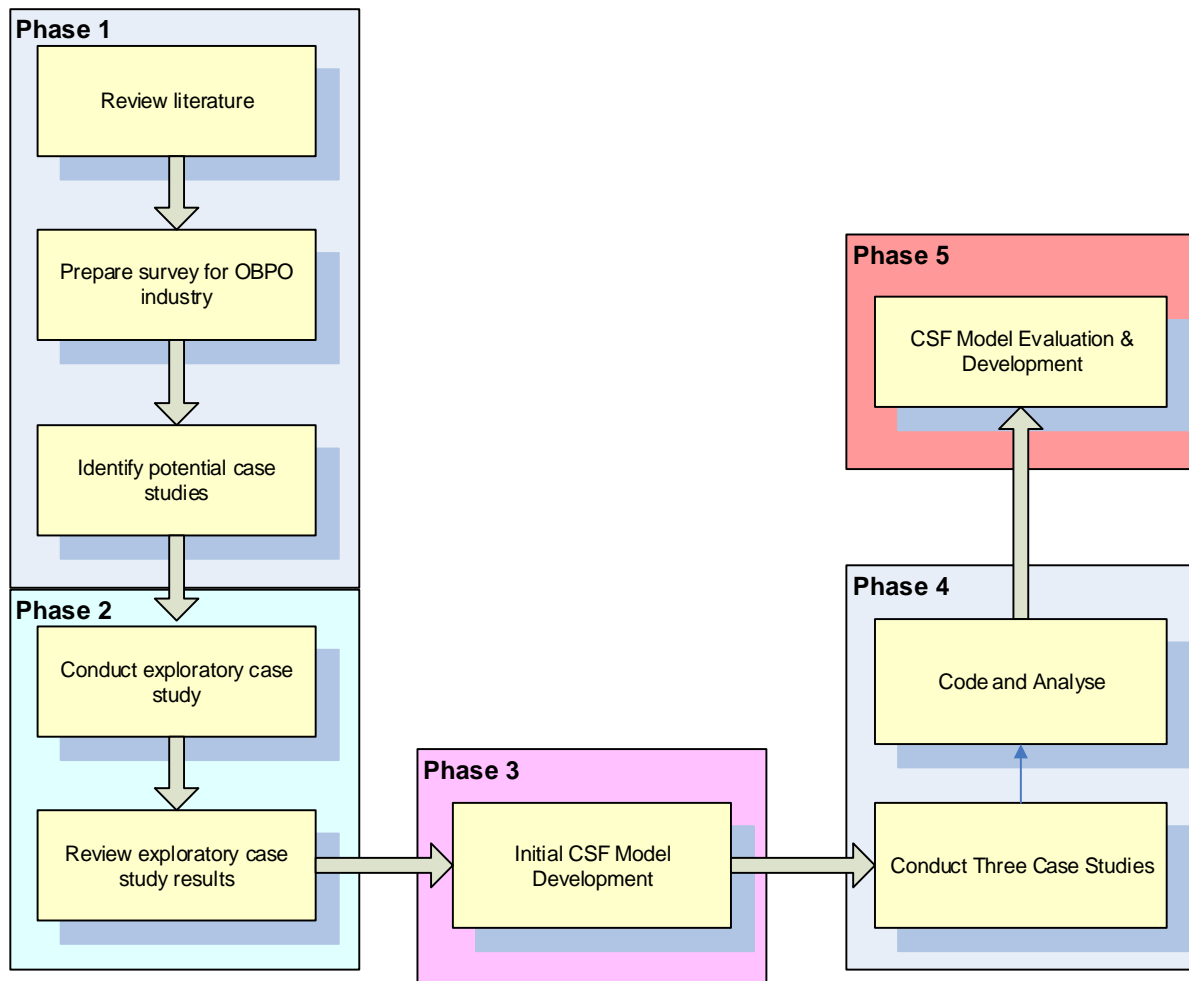 Phase 1
Review literature
Prepare survey for OBPO
industry
Identify potential case
studies
Phase 2
Conduct exploratory case
study
Review exploratory case
study results
Phase 3
Initial CSF Model
Development
Phase 4
Conduct Three Case Studies
Code and Analyse
Phase 5
CSF Model Evaluation &
Development